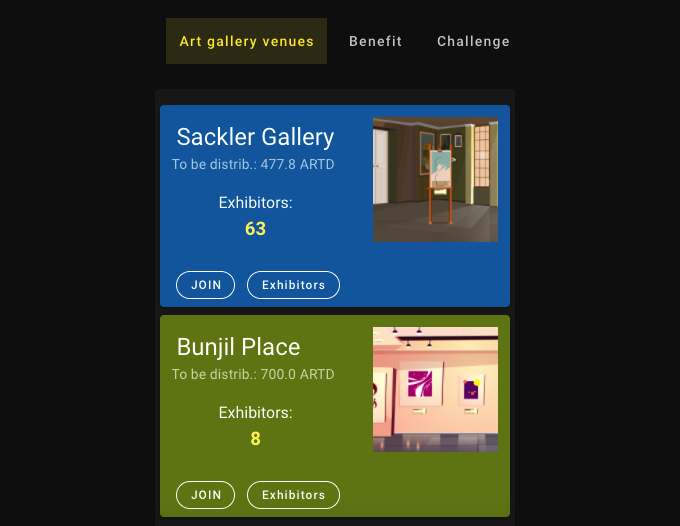 Art gallery venues Benefit Challenge
Sackler Gallery
To be distrib.: 477.8 ARTD
Exhibitors:
63
JOIN Exhibitors
Bunjil Place
To be distrib.: 700.0 ARTD
Exhibitors:
8
JOIN Exhibitors